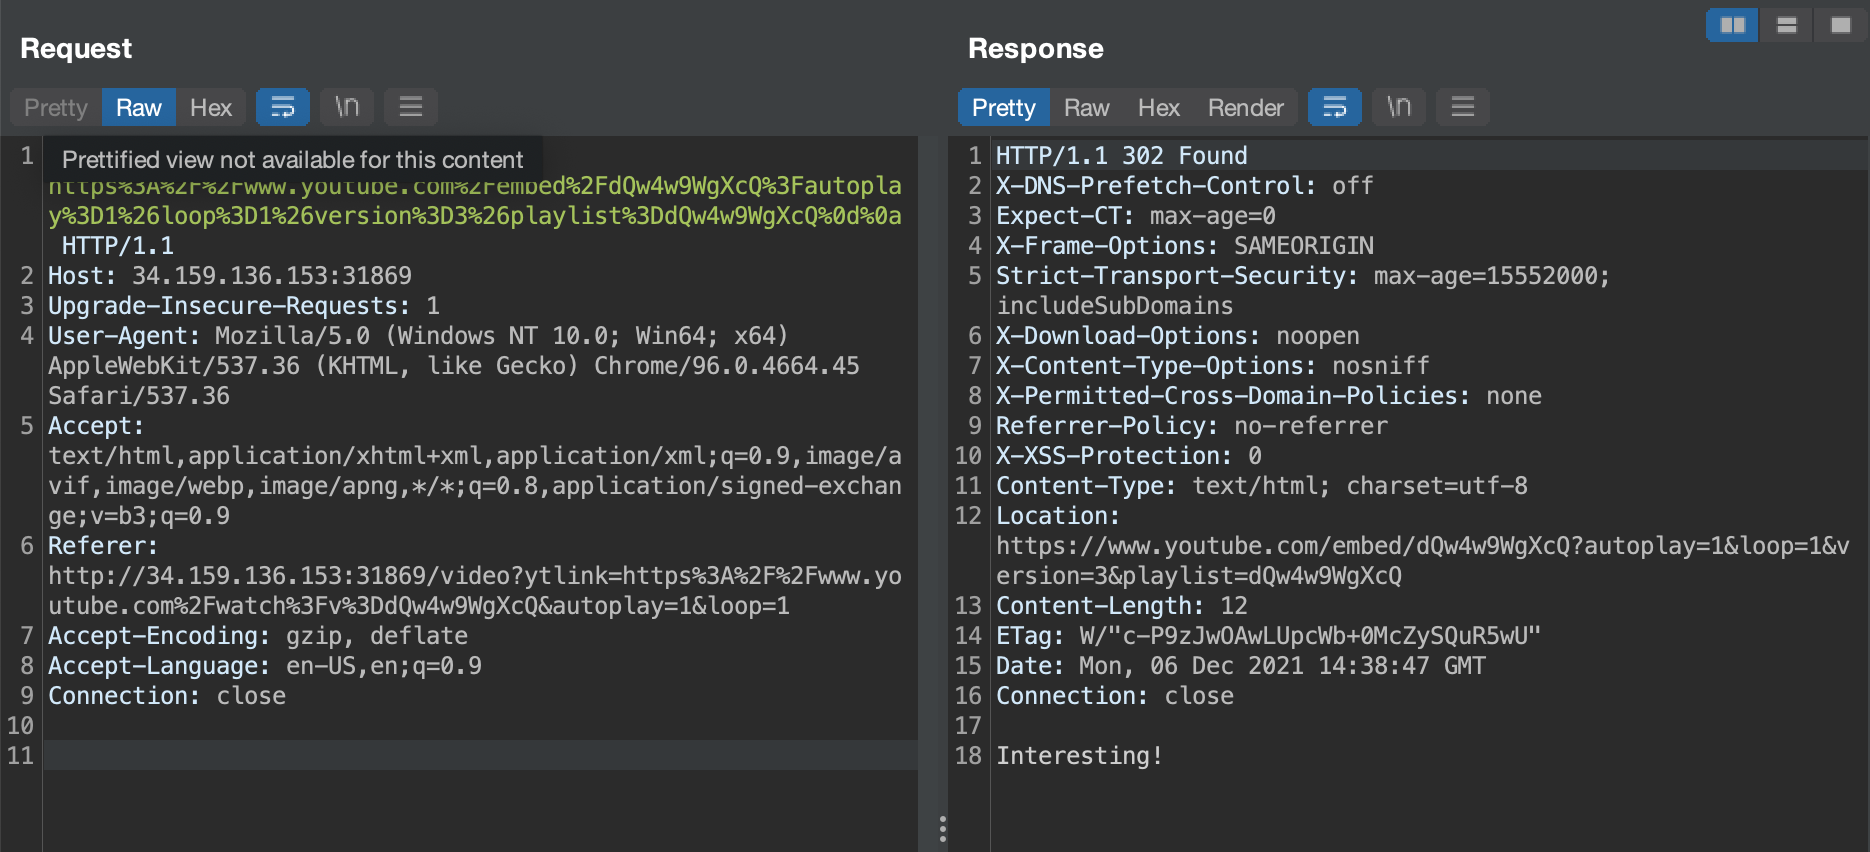 Request
Pretty Raw Hex \n
1 Prettified view not available for this content
https%3A%2F%2Fwww.youtube.com%2Fembed%2FdQw4w9WgXcQ%3Fautopla
y%3D1%26loop%3D1%26version%3D3%26playlist%3DdQw4w9WgXcQ%0d%0a
HTTP/1.1
2 Host: 34.159.136.153:31869
3 Upgrade-Insecure-Requests: 1
4 User-Agent: Mozilla/5.0 (Windows NT 10.0; Win64; x64)
AppleWebKit/537.36 (KHTML, like Gecko) Chrome/96.0.4664.45
Safari/537.36
5 Accept:
text/html,application/xhtml+xml,application/xml;q=0.9,image/a
vif,image/webp,image/apng,*/*;q=0.8,application/signed-exchan
ge;v=b3;q=0.9
6 Referer:
http://34.159.136.153:31869/video?ytlink=https%3A%2F%2Fwww.yo
utube.com%2Fwatch%3Fv%3DdQw4w9WgXcQ&autoplay=1&loop=1
7 Accept-Encoding: gzip, deflate
8 Accept-Language: en-US,en;q=0.9
9 Connection: close
10
11
Response
Pretty Raw Hex Render \n
1 HTTP/1.1 302 Found
2 X-DNS-Prefetch-Control: off
3 Expect-CT: max-age=0
4 X-Frame-Options: SAMEORIGIN
5 Strict-Transport-Security: max-age=15552000;
includeSubDomains
6 X-Download-Options: noopen
7 X-Content-Type-Options: nosniff
8 X-Permitted-Cross-Domain-Policies: none
9 Referrer-Policy: no-referrer
10 X-XSS-Protection: 0
11 Content-Type: text/html; charset=utf-8
12 Location:
https://www.youtube.com/embed/dQw4w9WgXcQ?autoplay=1&loop=1&v
ersion=3&playlist=dQw4w9WgXcQ
13 Content-Length: 12
14 ETag: W/"c-P9zJwOAwLUpcWb+0McZySQuR5wU"
15 Date: Mon, 06 Dec 2021 14:38:47 GMT
16 Connection: close
17
18 Interesting!